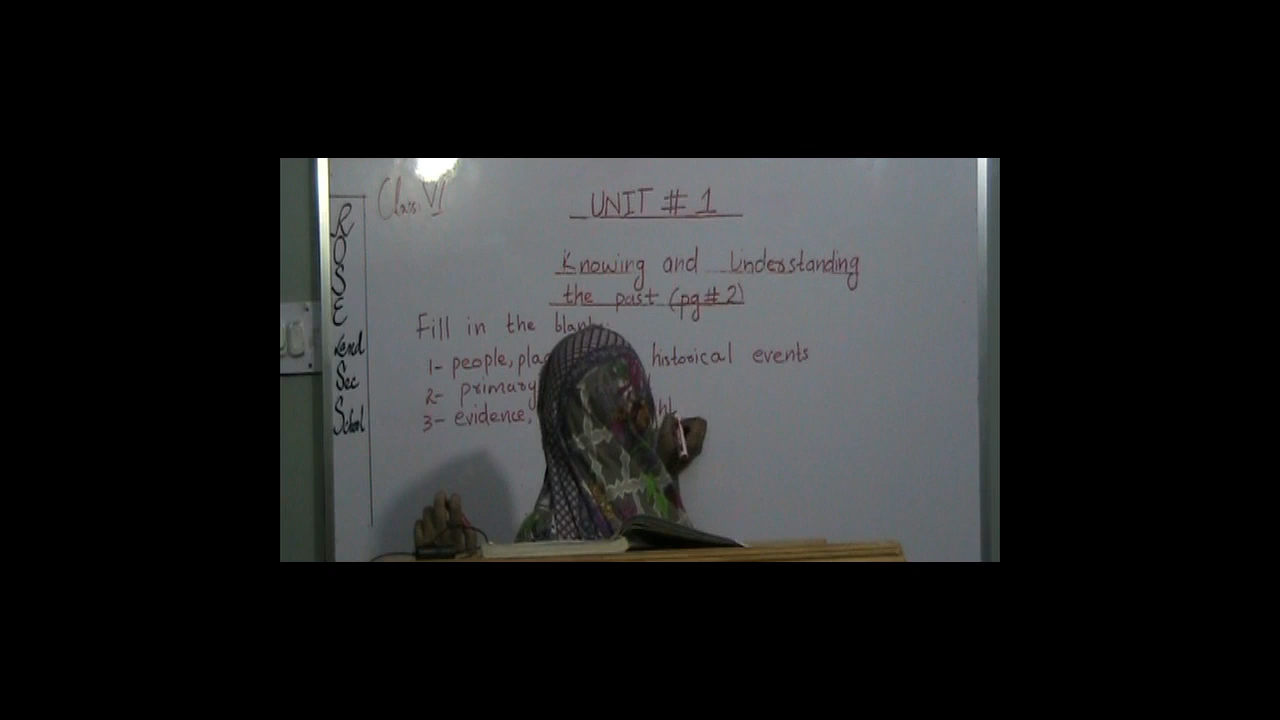 Class: VI
UNIT # 1
Knowing and Understanding
the past (pg# 2)
Fill in the
1- people, historical events
2- primary
3- evidence,
ROSE
Land
Sec
School